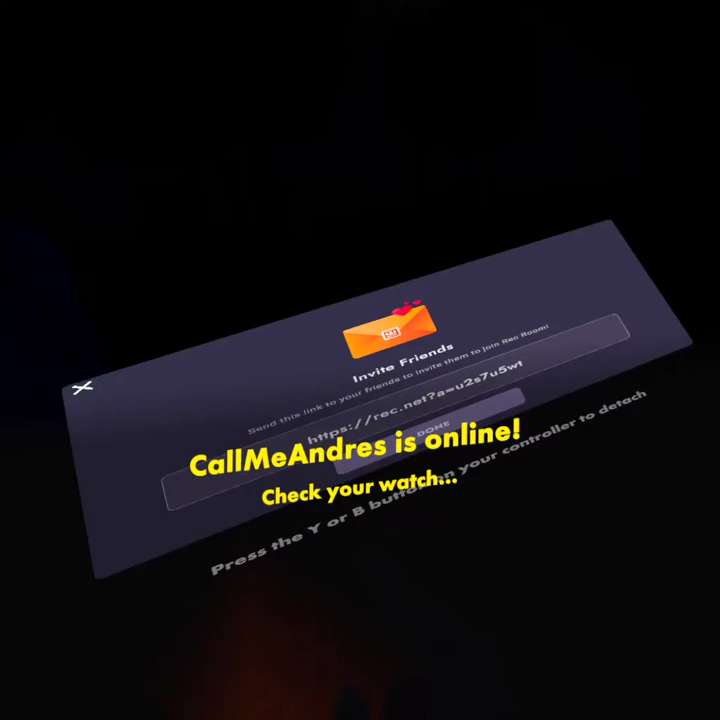 Invite Friends
Send this link to your friends to invite them to join Rec Room!
https://rec.net?a=u2s7u5wt
DONE
CallMeAndres is online!
Check your watch...
Press the Y or B button on your controller to detach